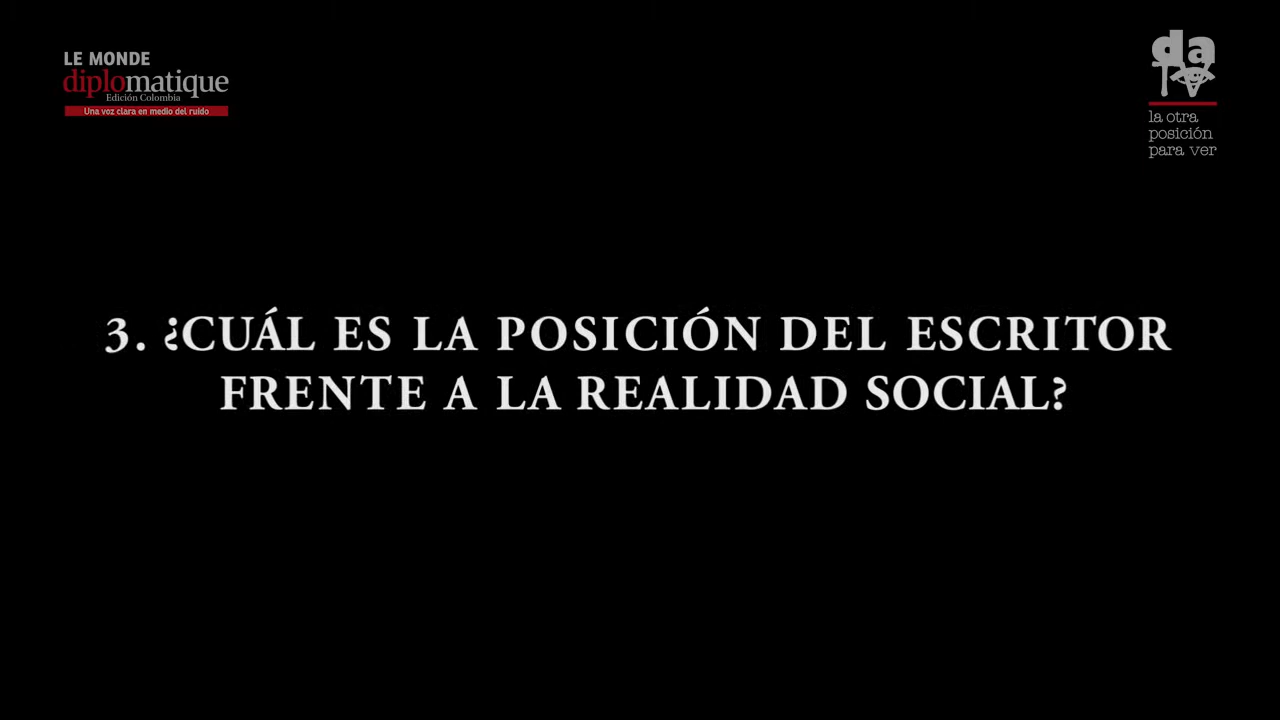 LE MONDE
diplomatique
Edición Colombia
Una voz clara en medio del ruido
da
tv
la otra
posición
para ver
3. ¿CUÁL ES LA POSICIÓN DEL ESCRITOR
FRENTE A LA REALIDAD SOCIAL?